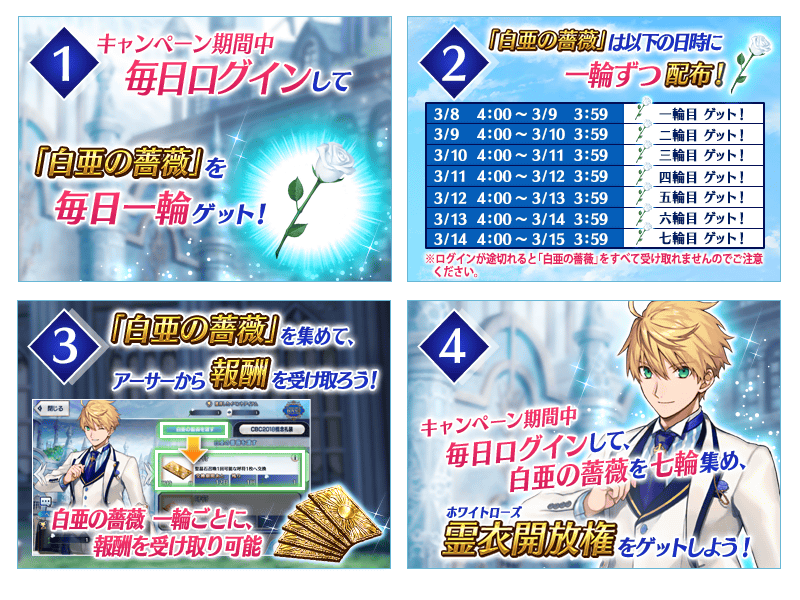 1
キャンペーン期間中
毎日ログインして
「白亜の薔薇」を
毎日一輪ゲット！
2
「白亜の薔薇」は以下の日時に
一輪ずつ配布！
3/8 4：00～3/9 3：59 一輪目 ゲット！
3/9 4：00～3/10 3：59 二輪目 ゲット！
3/10 4：00～3/11 3：59 三輪目 ゲット！
3/11 4：00～3/12 3：59 四輪目 ゲット！
3/12 4：00～3/13 3：59 五輪目 ゲット！
3/13 4：00～3/14 3：59 六輪目 ゲット！
3/14 4：00～3/15 3：59 七輪目 ゲット！
※ログインが途切れると「白亜の薔薇」をすべて受け取れませんのでご注意
ください。
3
「白亜の薔薇」を集めて、
アーサーから報酬を受け取ろう！
閉じる
CBC2018概念礼装
白亜の薔薇 一輪ごとに、
報酬を受け取り可能
4
キャンペーン期間中
毎日ログインして、
白亜の薔薇を七輪集め、
ホワイトローズ
霊衣開放権をゲットしよう！